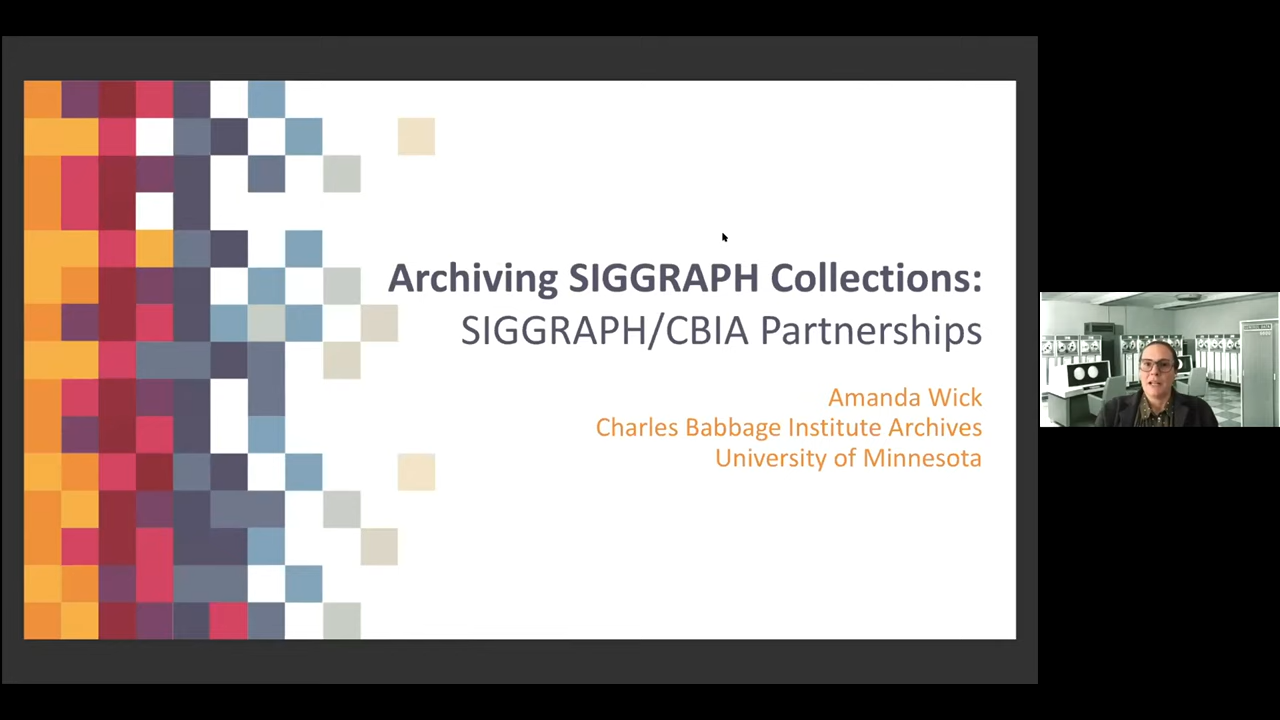 Archiving SIGGRAPH Collections:
SIGGRAPH/CBIA Partnerships
Amanda Wick
Charles Babbage Institute Archives
University of Minnesota